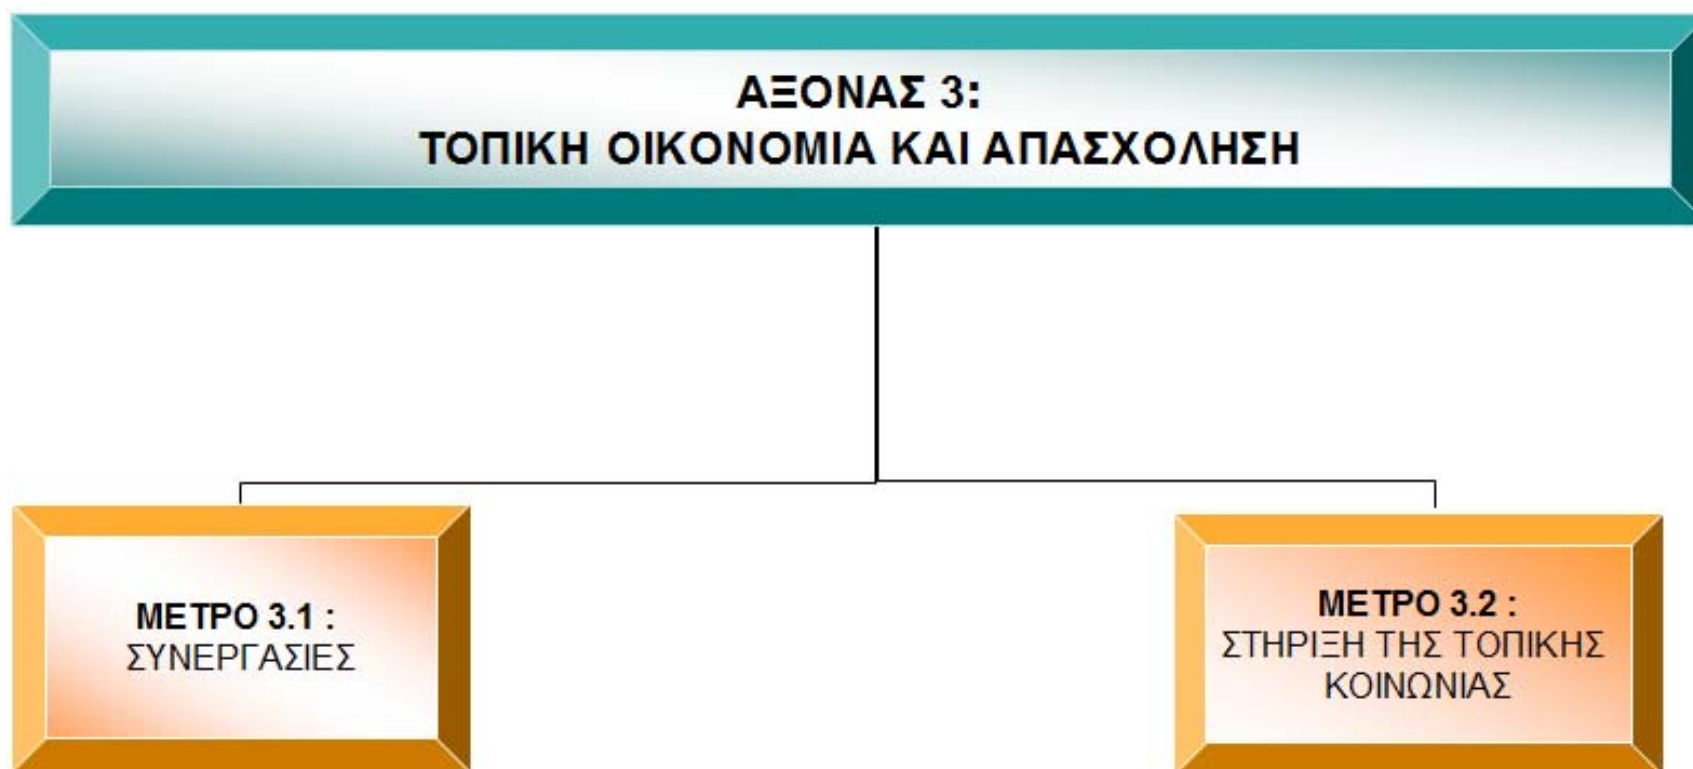 ΑΞΟΝΑΣ 3:
ΤΟΠΙΚΗ ΟΙΚΟΝΟΜΙΑ ΚΑΙ ΑΠΑΣΧΟΛΗΣΗ
ΜΕΤΡΟ 3.1 :
ΣΥΝΕΡΓΑΣΙΕΣ
ΜΕΤΡΟ 3.2 :
ΣΤΗΡΙΞΗ ΤΗΣ ΤΟΠΙΚΗΣ
ΚΟΙΝΩΝΙΑΣ